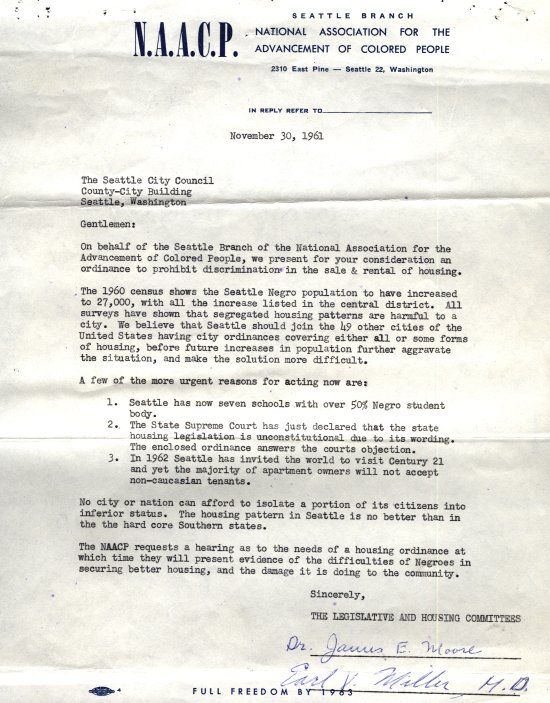 SEATTLE BRANCH
N.A.A.C.P. NATIONAL ASSOCIATION FOR THE
ADVANCEMENT OF COLORED PEOPLE
2310 East Pine — Seattle 22, Washington
IN REPLY REFER TO
November 30, 1961
The Seattle City Council
County-City Building
Seattle, Washington
Gentlemen:
On behalf of the Seattle Branch of the National Association for the
Advancement of Colored People, we present for your consideration an
ordinance to prohibit discrimination in the sale & rental of housing.
The 1960 census shows the Seattle Negro population to have increased
to 27,000, with all the increase listed in the central district. All
surveys have shown that segregated housing patterns are harmful to a
city. We believe that Seattle should join the 49 other cities of the
United States having city ordinances covering either all or some forms
of housing, before future increases in population further aggravate
the situation, and make the solution more difficult.
A few of the more urgent reasons for acting now are:
1. Seattle has now seven schools with over 50% Negro student
body.
2. The State Supreme Court has just declared that the state
housing legislation is unconstitutional due to its wording.
The enclosed ordinance answers the courts objection.
3. In 1962 Seattle has invited the world to visit Century 21
and yet the majority of apartment owners will not accept
non-caucasian tenants.
No city or nation can afford to isolate a portion of its citizens into
inferior status. The housing pattern in Seattle is no better than in
the the hard core Southern states.
The NAACP requests a hearing as to the needs of a housing ordinance at
which time they will present evidence of the difficulties of Negroes in
securing better housing, and the damage it is doing to the community.
Sincerely,
THE LEGISLATIVE AND HOUSING COMMITTEES
Dr. James E. Moore
Earl V. Miller, M.D.
4 FULL FREEDOM BY 1963